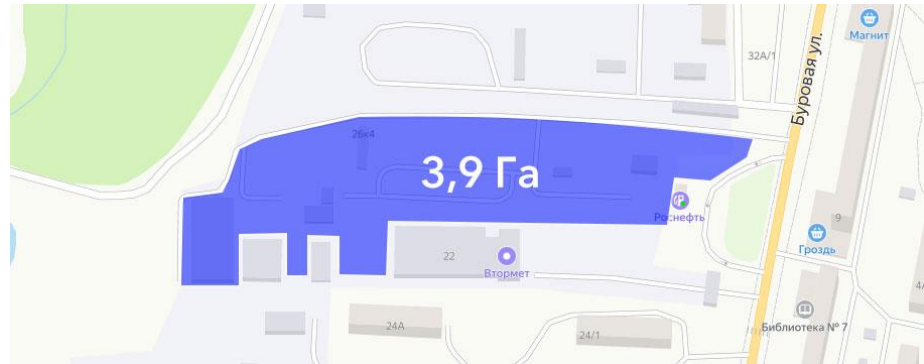 Магнит
32А/1
Буровая ул.
26к4
3,9 Га
Роснефть
9
Гроздь
22
Втормет
4/
24А
24/1
Библиотека № 7